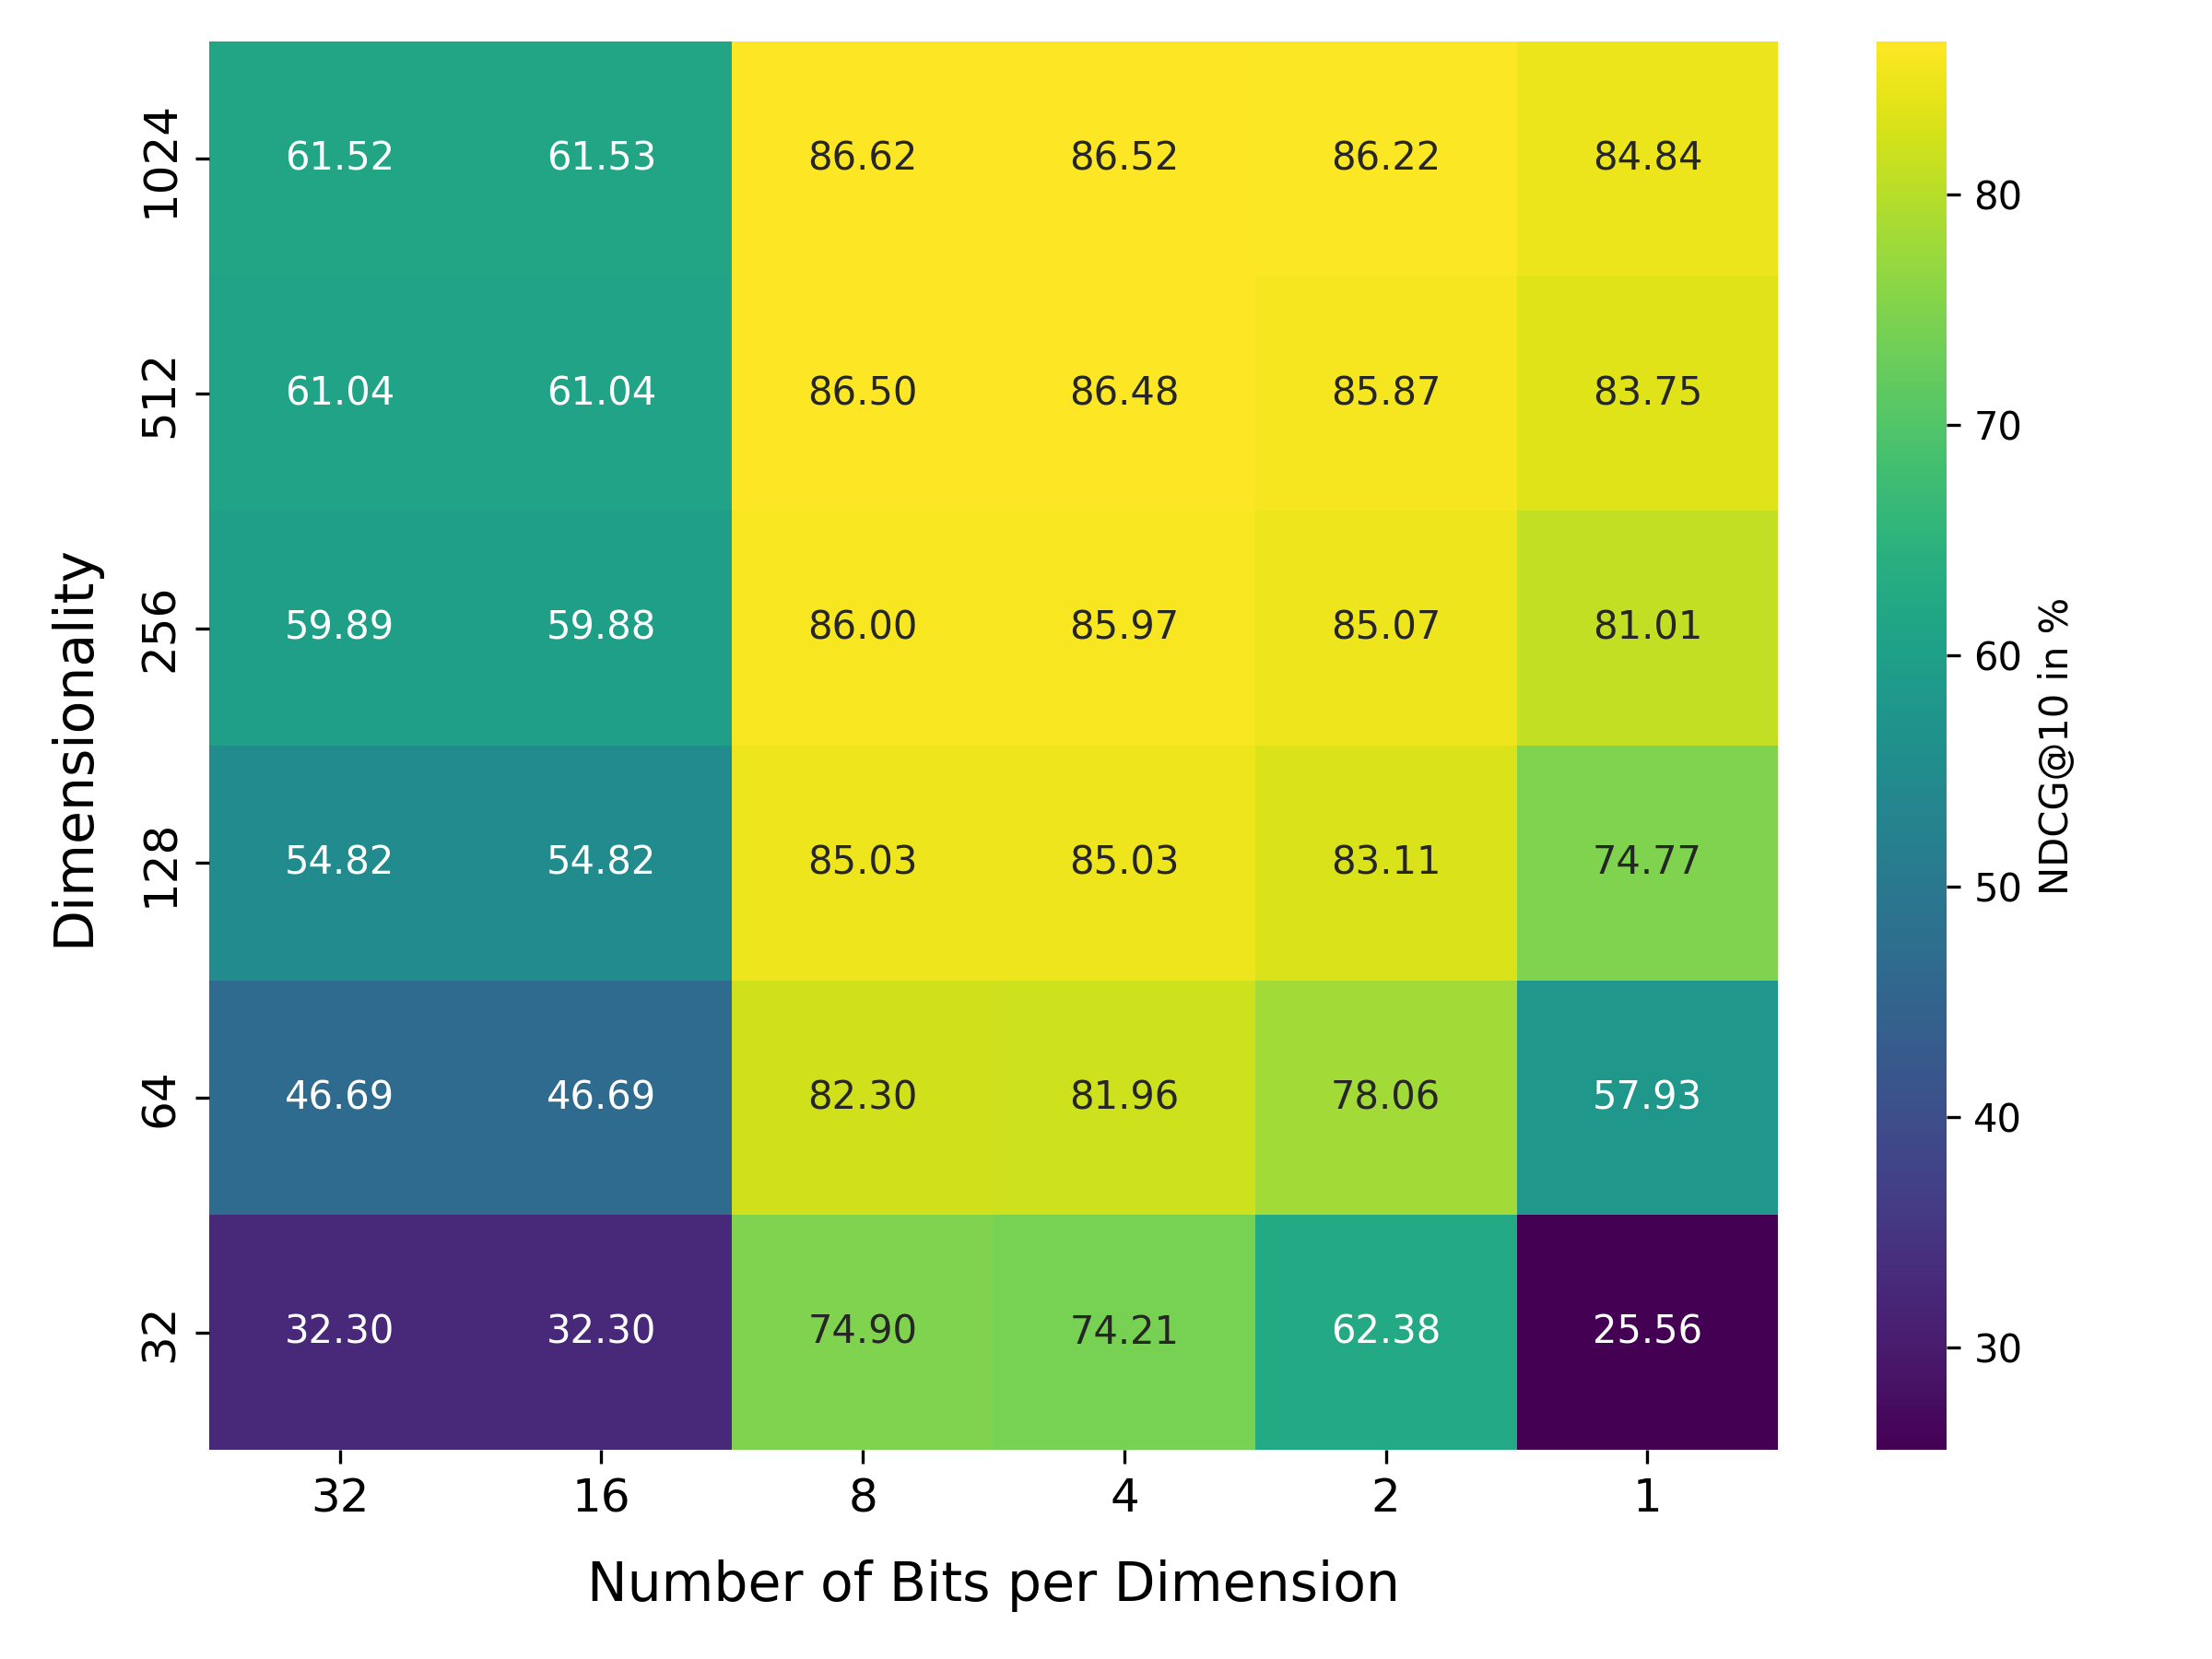 1024 61.52 61.53 86.62 86.52 86.22 84.84
512 61.04 61.04 86.50 86.48 85.87 83.75
256 59.89 59.88 86.00 85.97 85.07 81.01
128 54.82 54.82 85.03 85.03 83.11 74.77
64 46.69 46.69 82.30 81.96 78.06 57.93
32 32.30 32.30 74.90 74.21 62.38 25.56
Dimensionality
32 16 8 4 2 1
Number of Bits per Dimension
80
70
60
50
40
30
NDCG@10 in %